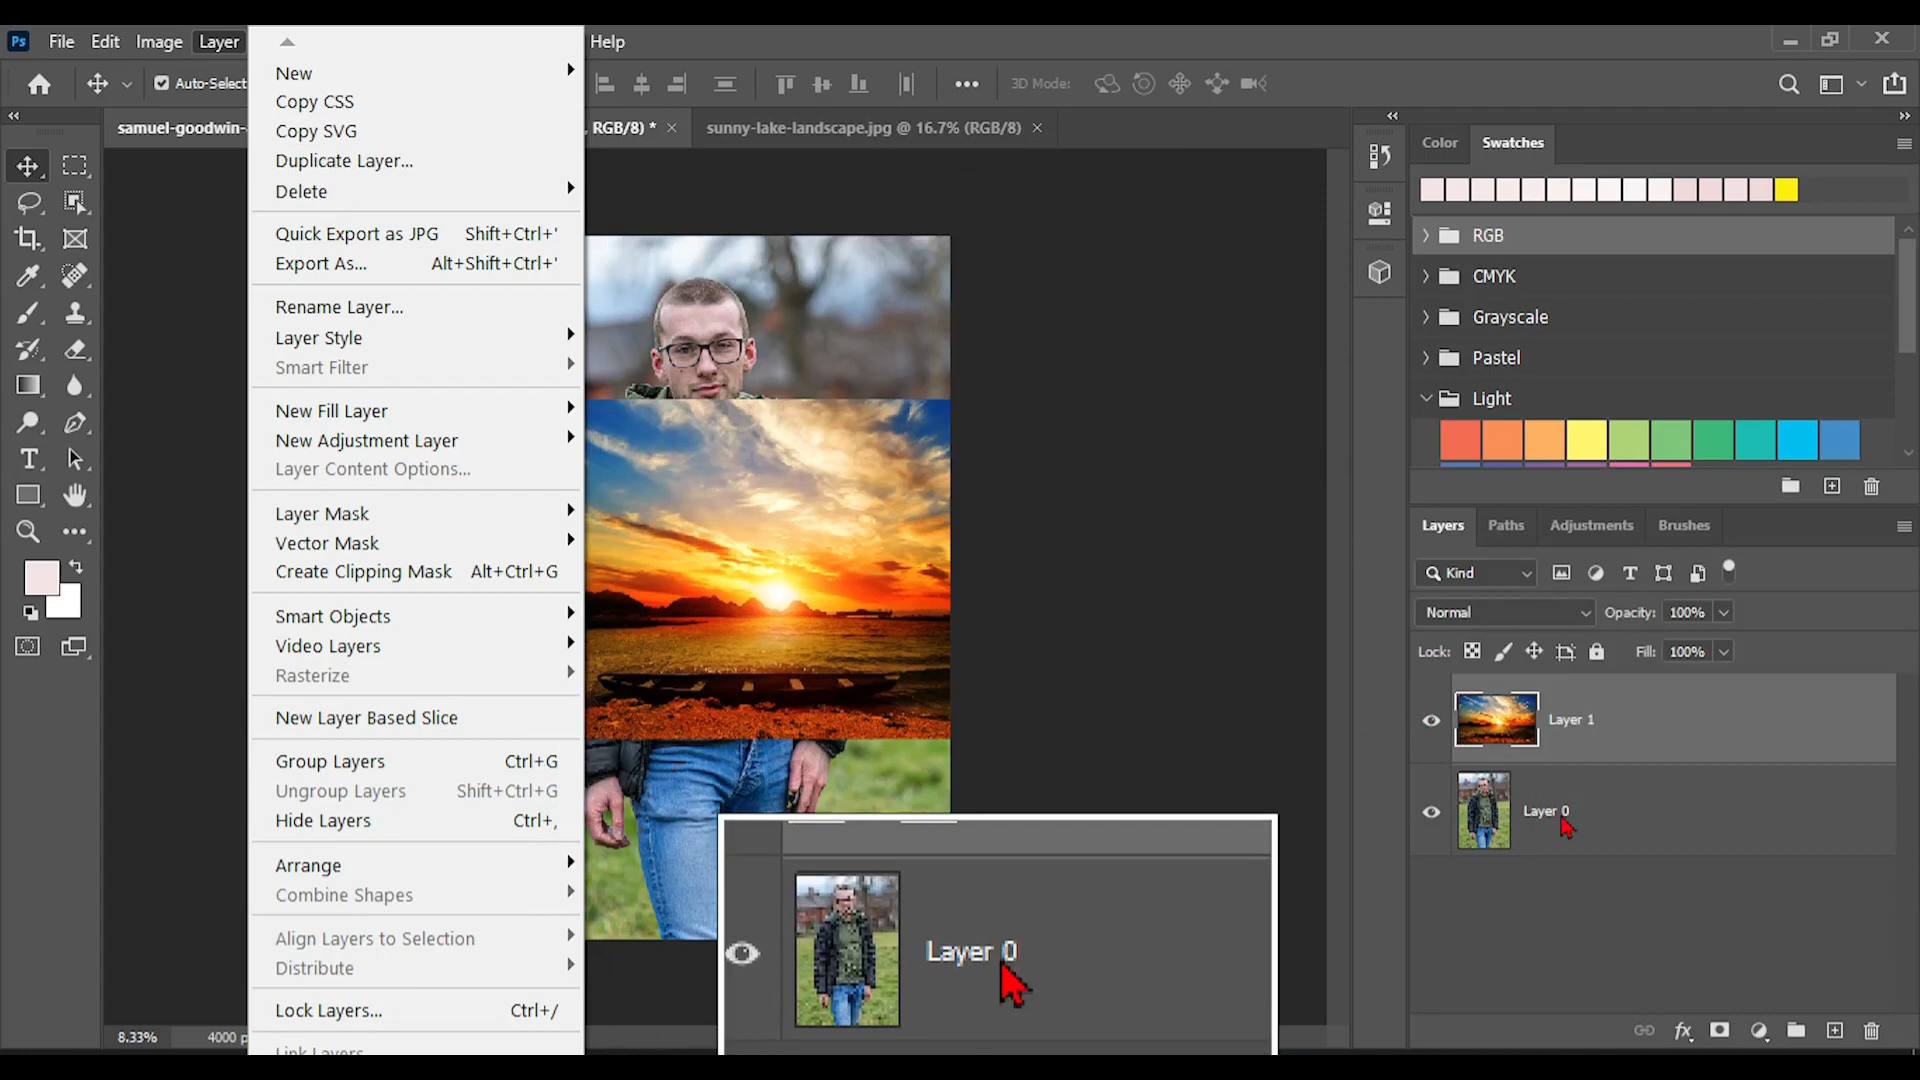 Ps File Edit Image Layer Help
Auto-Select 3D Mode:
samuel-goodwin- RGB/8) * × sunny-lake-landscape.jpg @ 16.7% (RGB/8) ×
New
Copy CSS
Copy SVG
Duplicate Layer...
Delete
Quick Export as JPG Shift+Ctrl+'
Export As... Alt+Shift+Ctrl+'
Rename Layer...
Layer Style
Smart Filter
New Fill Layer
New Adjustment Layer
Layer Content Options...
Layer Mask
Vector Mask
Create Clipping Mask Alt+Ctrl+G
Smart Objects
Video Layers
Rasterize
New Layer Based Slice
Group Layers Ctrl+G
Ungroup Layers Shift+Ctrl+G
Hide Layers Ctrl+,
Arrange
Combine Shapes
Align Layers to Selection
Distribute
Lock Layers... Ctrl+/
Link Layers
8.33% 4000 p
Layer 0
Color Swatches
RGB
CMYK
Grayscale
Pastel
Light
Layers Paths Adjustments Brushes
Kind
Normal Opacity: 100%
Lock: Fill: 100%
Layer 1
Layer 0
fx